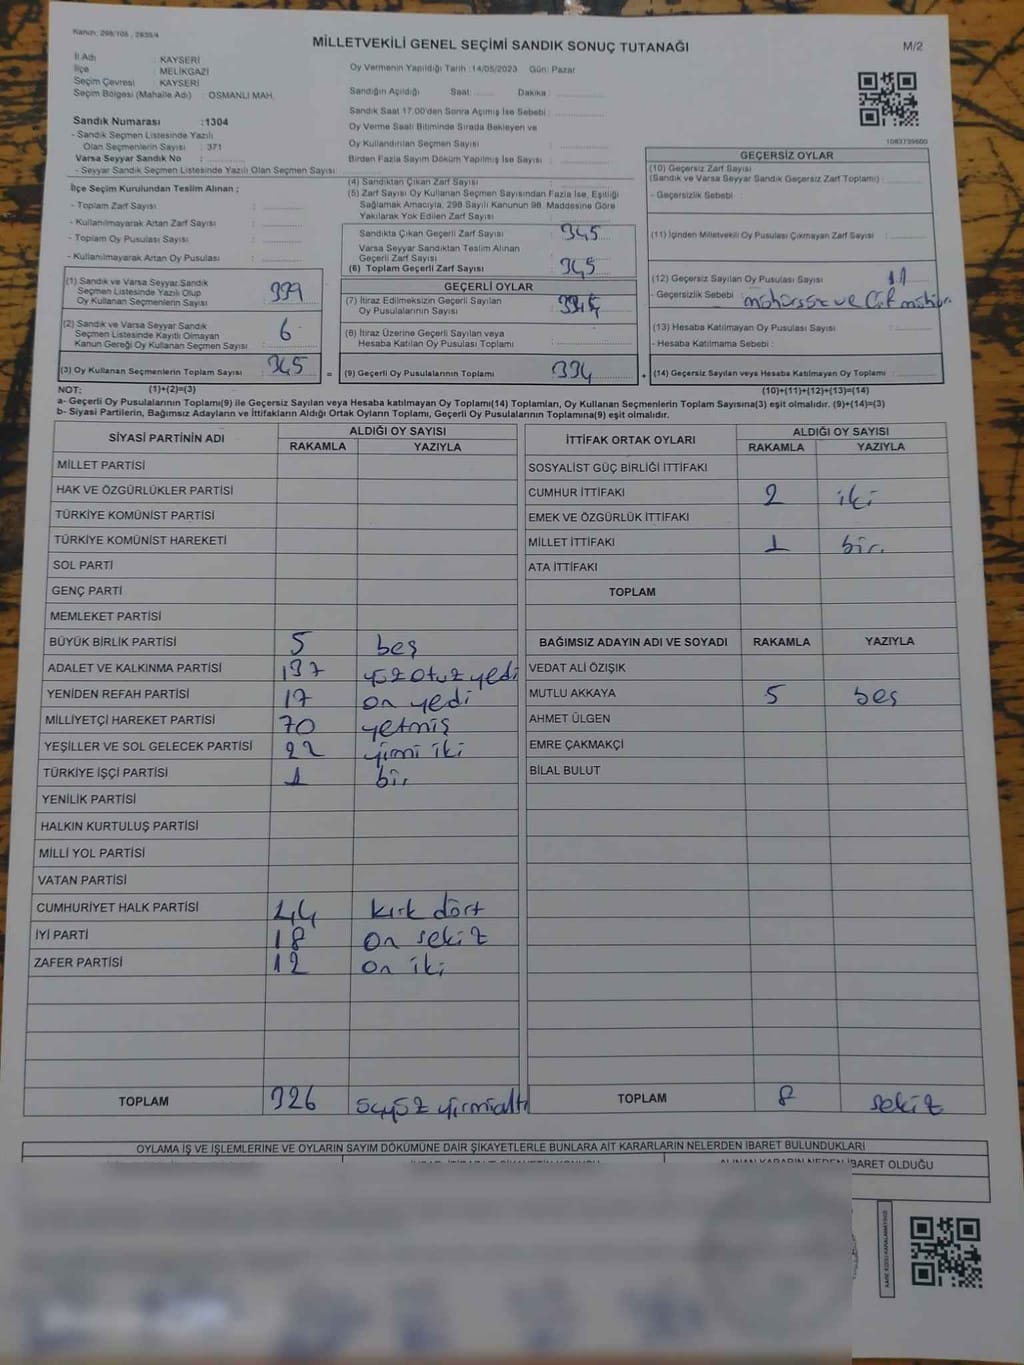 Kanun; 298/105 , 2839/4
MİLLETVEKİLİ GENEL SEÇİMİ SANDIK SONUÇ TUTANAĞI
M/2
İl Adı : KAYSERİ
İlçe : MELİKGAZİ
Seçim Çevresi : KAYSERİ
Seçim Bölgesi (Mahalle Adı) : OSMANLI MAH.
Sandık Numarası : 1304
- Sandık Seçmen Listesinde Yazılı
Olan Seçmenlerin Sayısı : 371
Varsa Seyyar Sandık No :
- Seyyar Sandık Seçmen Listesinde Yazılı Olan Seçmen Sayısı :
Oy Vermenin Yapıldığı Tarih : 14/05/2023 Gün: Pazar
Sandığın Açıldığı Saat: Dakika :
Sandık Saat 17.00'den Sonra Açımış İse Sebebi :
Oy Verme Saati Bitiminde Sırada Bekleyen ve
Oy Kullandırılan Seçmen Sayısı :
Birden Fazla Sayım Döküm Yapılmış İse Sayısı :
1083739600
İlçe Seçim Kurulundan Teslim Alınan ;
- Toplam Zarf Sayısı :
- Kullanılmayarak Artan Zarf Sayısı :
- Toplam Oy Pusulası Sayısı :
- Kullanılmayarak Artan Oy Pusulası :
(4) Sandıktan Çıkan Zarf Sayısı :
(5) Zarf Sayısı Oy Kullanan Seçmen Sayısından Fazla İse, Eşitliği
Sağlamak Amacıyla, 298 Sayılı Kanunun 98. Maddesine Göre
Yakılarak Yok Edilen Zarf Sayısı :
Sandıkta Çıkan Geçerli Zarf Sayısı : 345
Varsa Seyyar Sandıktan Teslim Alınan
Geçerli Zarf Sayısı :
(6) Toplam Geçerli Zarf Sayısı : 345
GEÇERSİZ OYLAR
(10) Geçersiz Zarf Sayısı
(Sandık ve Varsa Seyyar Sandık Geçersiz Zarf Toplamı) :
- Geçersizlik Sebebi :
(11) İçinden Milletvekili Oy Pusulası Çıkmayan Zarf Sayısı :
(12) Geçersiz Sayılan Oy Pusulası Sayısı : 11
- Geçersizlik Sebebi : mühürsüz ve Çift mühür.
(13) Hesaba Katılmayan Oy Pusulası Sayısı :
- Hesaba Katılmama Sebebi :
(1) Sandık ve Varsa Seyyar Sandık
Seçmen Listesinde Yazılı Olup
Oy Kullanan Seçmenlerin Sayısı : 339
(2) Sandık ve Varsa Seyyar Sandık
Seçmen Listesinde Kayıtlı Olmayan
Kanun Gereği Oy Kullanan Seçmen Sayısı : 6
GEÇERLİ OYLAR
(7) İtiraz Edilmeksizin Geçerli Sayılan
Oy Pusulalarının Sayısı :
(8) İtiraz Üzerine Geçerli Sayılan veya
Hesaba Katılan Oy Pusulası Toplamı :
(3) Oy Kullanan Seçmenlerin Toplam Sayısı : 345 = (9) Geçerli Oy Pusulalarının Toplamı : 334 + (14) Geçersiz Sayılan veya Hesaba Katılmayan Oy Toplamı :
NOT: (1)+(2)=(3) (10)+(11)+(12)+(13)=(14)
a- Geçerli Oy Pusulalarının Toplamı(9) ile Geçersiz Sayılan veya Hesaba katılmayan Oy Toplamı(14) Toplamları, Oy Kullanan Seçmenlerin Toplam Sayısına(3) eşit olmalıdır. (9)+(14)=(3)
b- Siyasi Partilerin, Bağımsız Adayların ve İttifakların Aldığı Ortak Oyların Toplamı, Geçerli Oy Pusulalarının Toplamına(9) eşit olmalıdır.
SİYASİ PARTİNİN ADI ALDIĞI OY SAYISI
RAKAMLA YAZIYLA
MİLLET PARTİSİ
HAK VE ÖZGÜRLÜKLER PARTİSİ
TÜRKİYE KOMÜNİST PARTİSİ
TÜRKİYE KOMÜNİST HAREKETİ
SOL PARTİ
GENÇ PARTİ
MEMLEKET PARTİSİ
BÜYÜK BİRLİK PARTİSİ 5 beş
ADALET VE KALKINMA PARTİSİ 137 yüz otuz yedi
YENİDEN REFAH PARTİSİ 17 on yedi
MİLLİYETÇİ HAREKET PARTİSİ 70 yetmiş
YEŞİLLER VE SOL GELECEK PARTİSİ 22 yirmi iki
TÜRKİYE İŞÇİ PARTİSİ 1 bir
YENİLİK PARTİSİ
HALKIN KURTULUŞ PARTİSİ
MİLLİ YOL PARTİSİ
VATAN PARTİSİ
CUMHURİYET HALK PARTİSİ 44 kırk dört
İYİ PARTİ 18 on sekiz
ZAFER PARTİSİ 12 on iki
TOPLAM 326 üçyüz yirmialtı
İTTİFAK ORTAK OYLARI ALDIĞI OY SAYISI
RAKAMLA YAZIYLA
SOSYALİST GÜÇ BİRLİĞİ İTTİFAKI
CUMHUR İTTİFAKI 2 iki
EMEK VE ÖZGÜRLÜK İTTİFAKI
MİLLET İTTİFAKI 1 bir
ATA İTTİFAKI
TOPLAM
BAĞIMSIZ ADAYIN ADI VE SOYADI RAKAMLA YAZIYLA
VEDAT ALİ ÖZIŞIK
MUTLU AKKAYA 5 beş
AHMET ÜLGEN
EMRE ÇAKMAKÇİ
BİLAL BULUT
TOPLAM 8 sekiz
OYLAMA İŞ VE İŞLEMLERİNE VE OYLARIN SAYIM DÖKÜMÜNE DAİR ŞİKAYETLERLE BUNLARA AİT KARARLARIN NELERDEN İBARET BULUNDUKLARI
ALINAN KARARIN NEDEN İBARET OLDUĞU